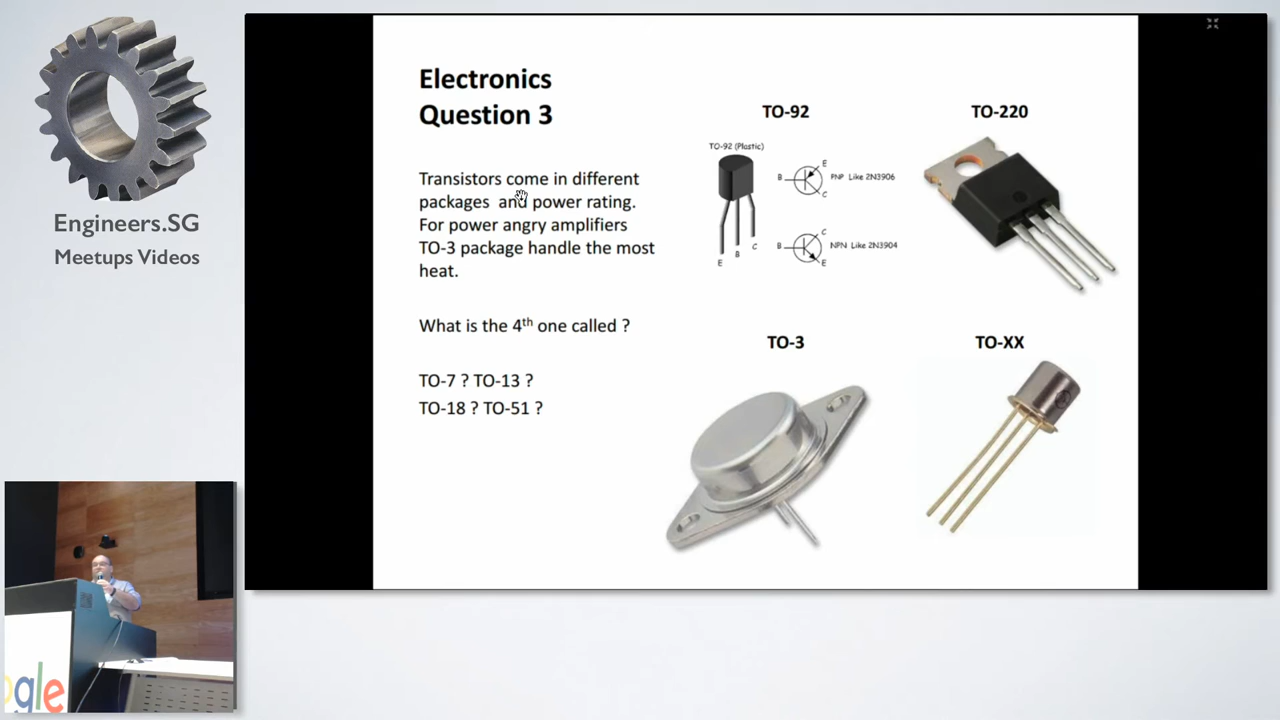 Engineers.SG
Meetups Videos
Electronics
Question 3
Transistors come in different
packages and power rating.
For power angry amplifiers
TO-3 package handle the most
heat.
What is the 4th one called ?
TO-7 ? TO-13 ?
TO-18 ? TO-51 ?
TO-92
TO-92 (Plastic)
E
B
C
PNP Like 2N3906
C
B
E
NPN Like 2N3904
E
B
C
TO-220
TO-3
TO-XX
ogle